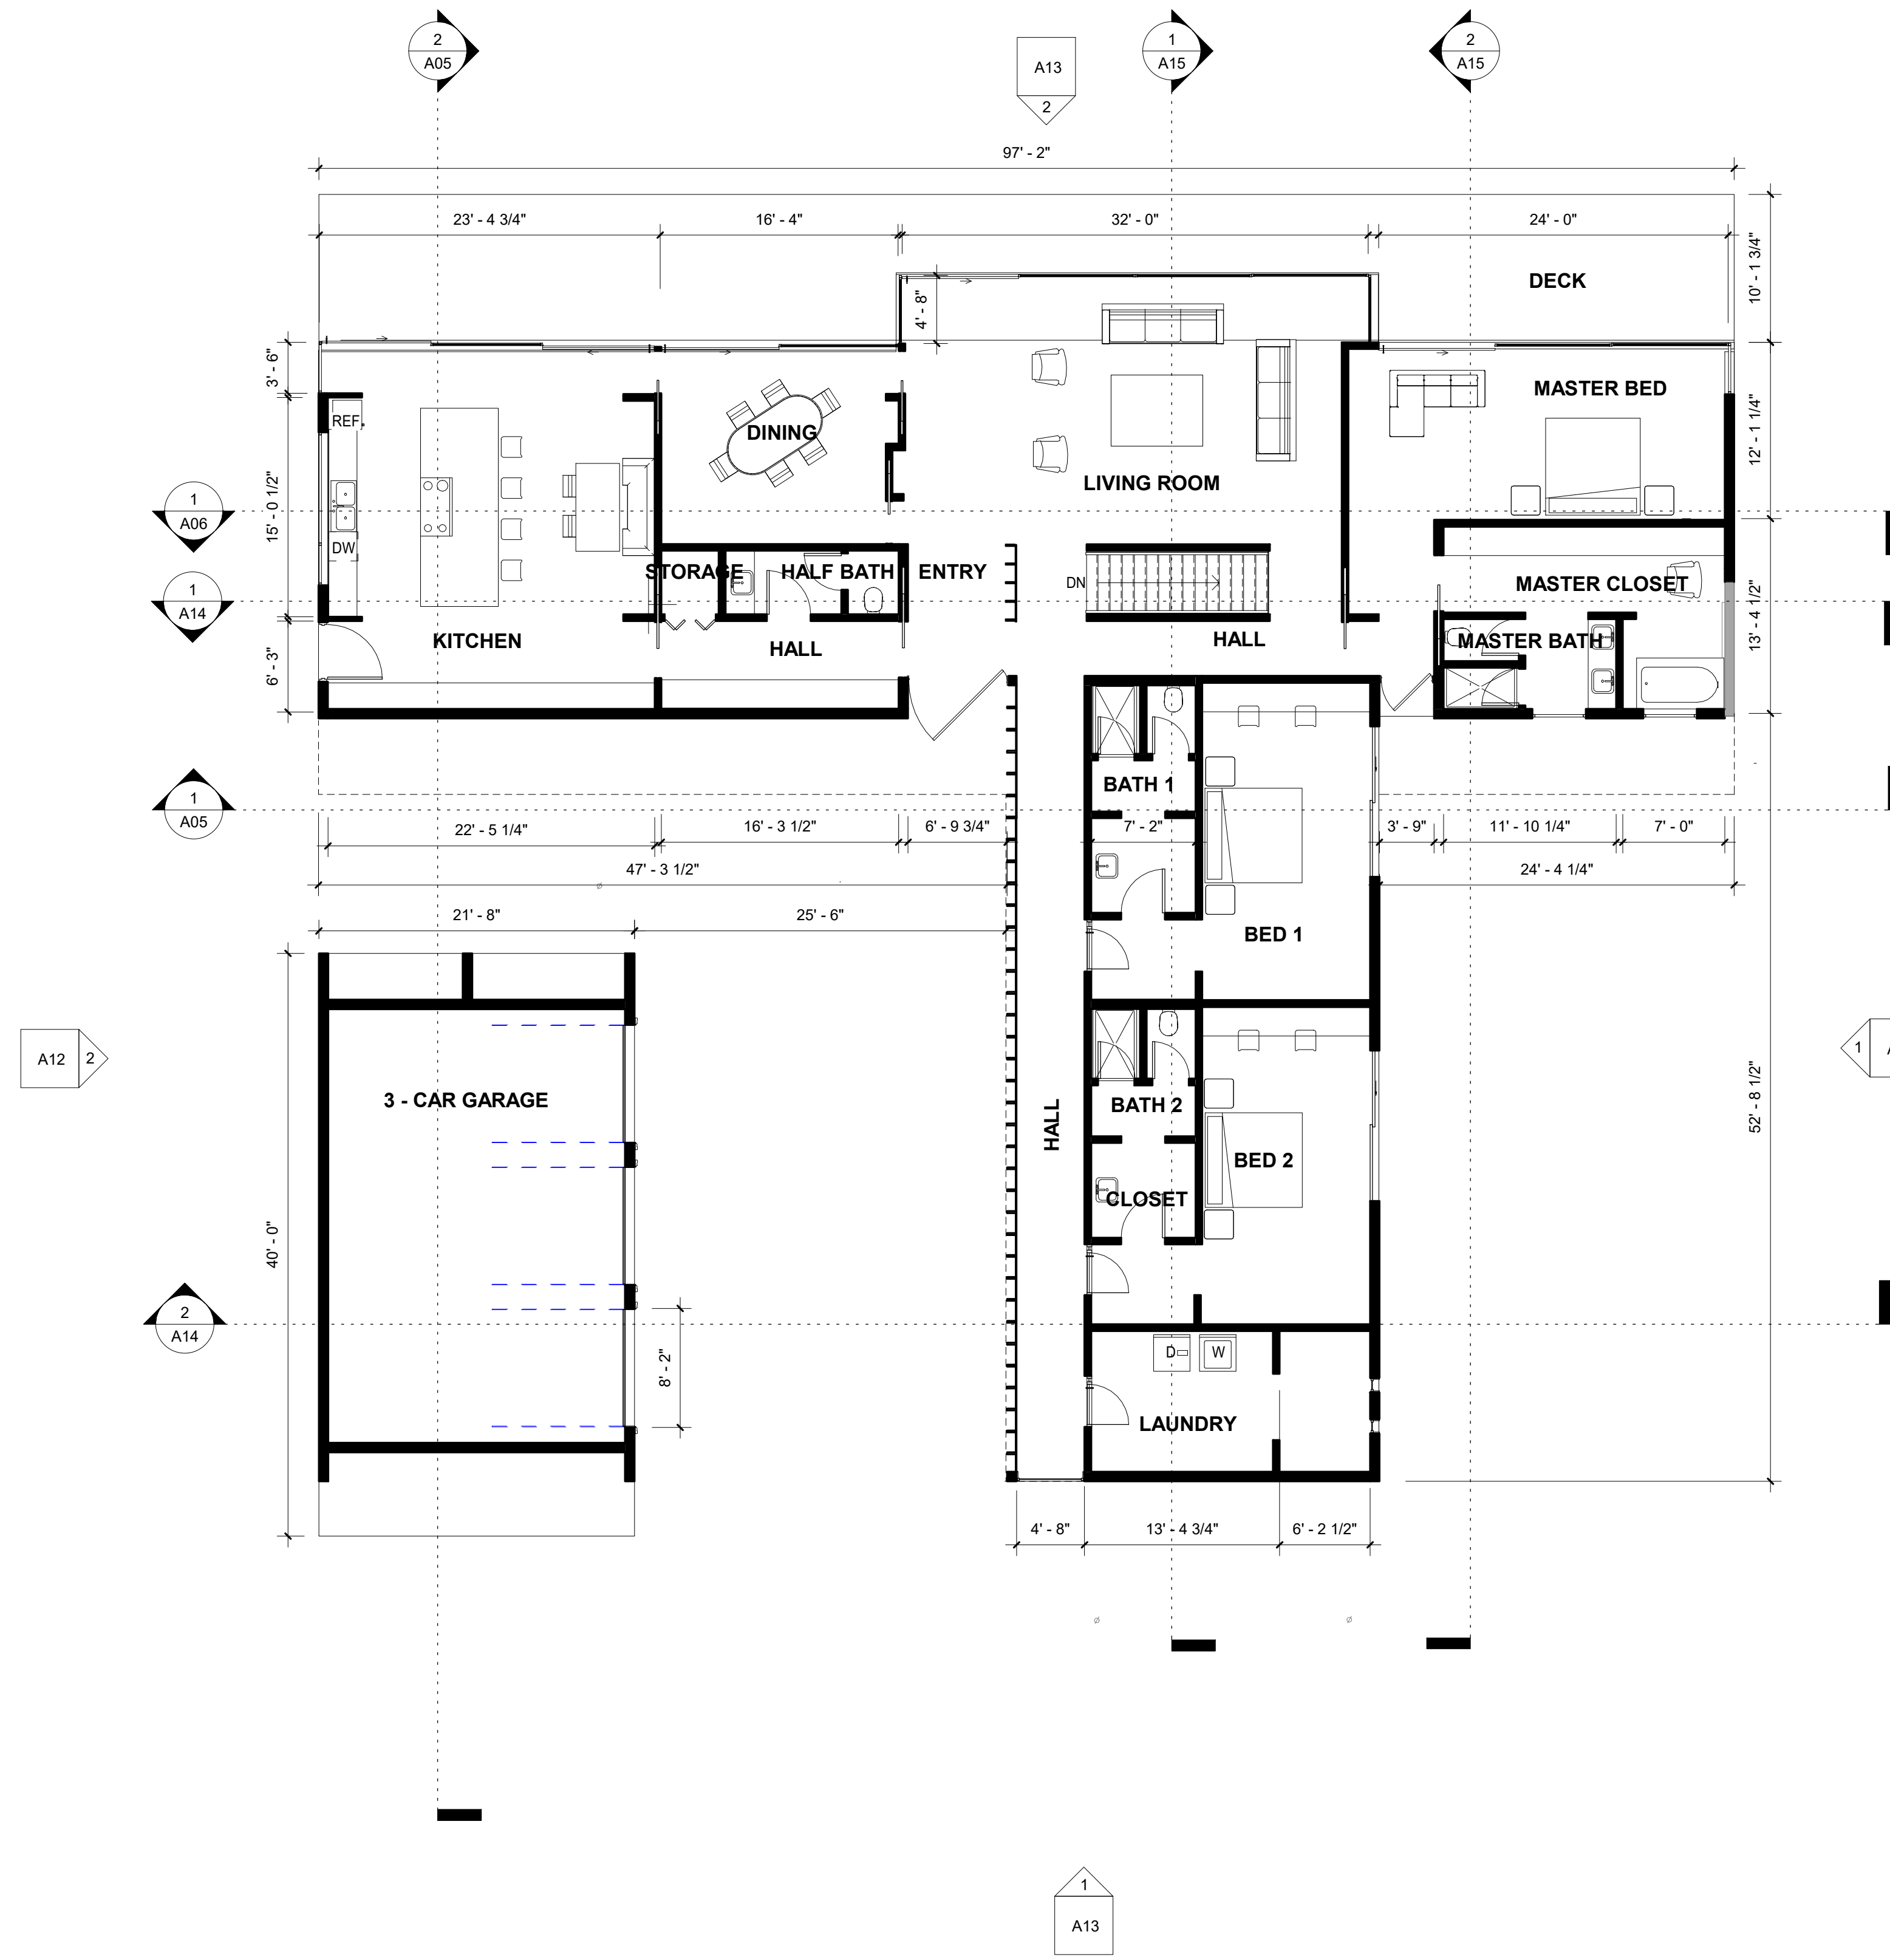 2
A05
A13
2
1
A15
2
A15
97' - 2"
23' - 4 3/4"
16' - 4"
32' - 0"
24' - 0"
10' - 1 3/4"
DECK
4' - 8"
3' - 6"
MASTER BED
12' - 1 1/4"
REF.
DINING
LIVING ROOM
15' - 0 1/2"
1
A06
DW
STORAGE
HALF BATH
ENTRY
DN
MASTER CLOSET
1
A14
13' - 4 1/2"
KITCHEN
HALL
HALL
MASTER BATH
6' - 3"
BATH 1
1
A05
22' - 5 1/4"
16' - 3 1/2"
6' - 9 3/4"
7' - 2"
3' - 9"
11' - 10 1/4"
7' - 0"
47' - 3 1/2"
24' - 4 1/4"
21' - 8"
25' - 6"
BED 1
A12
2
1
3 - CAR GARAGE
BATH 2
HALL
52' - 8 1/2"
BED 2
CLOSET
40' - 0"
2
A14
D
W
8' - 2"
LAUNDRY
4' - 8"
13' - 4 3/4"
6' - 2 1/2"
1
A13